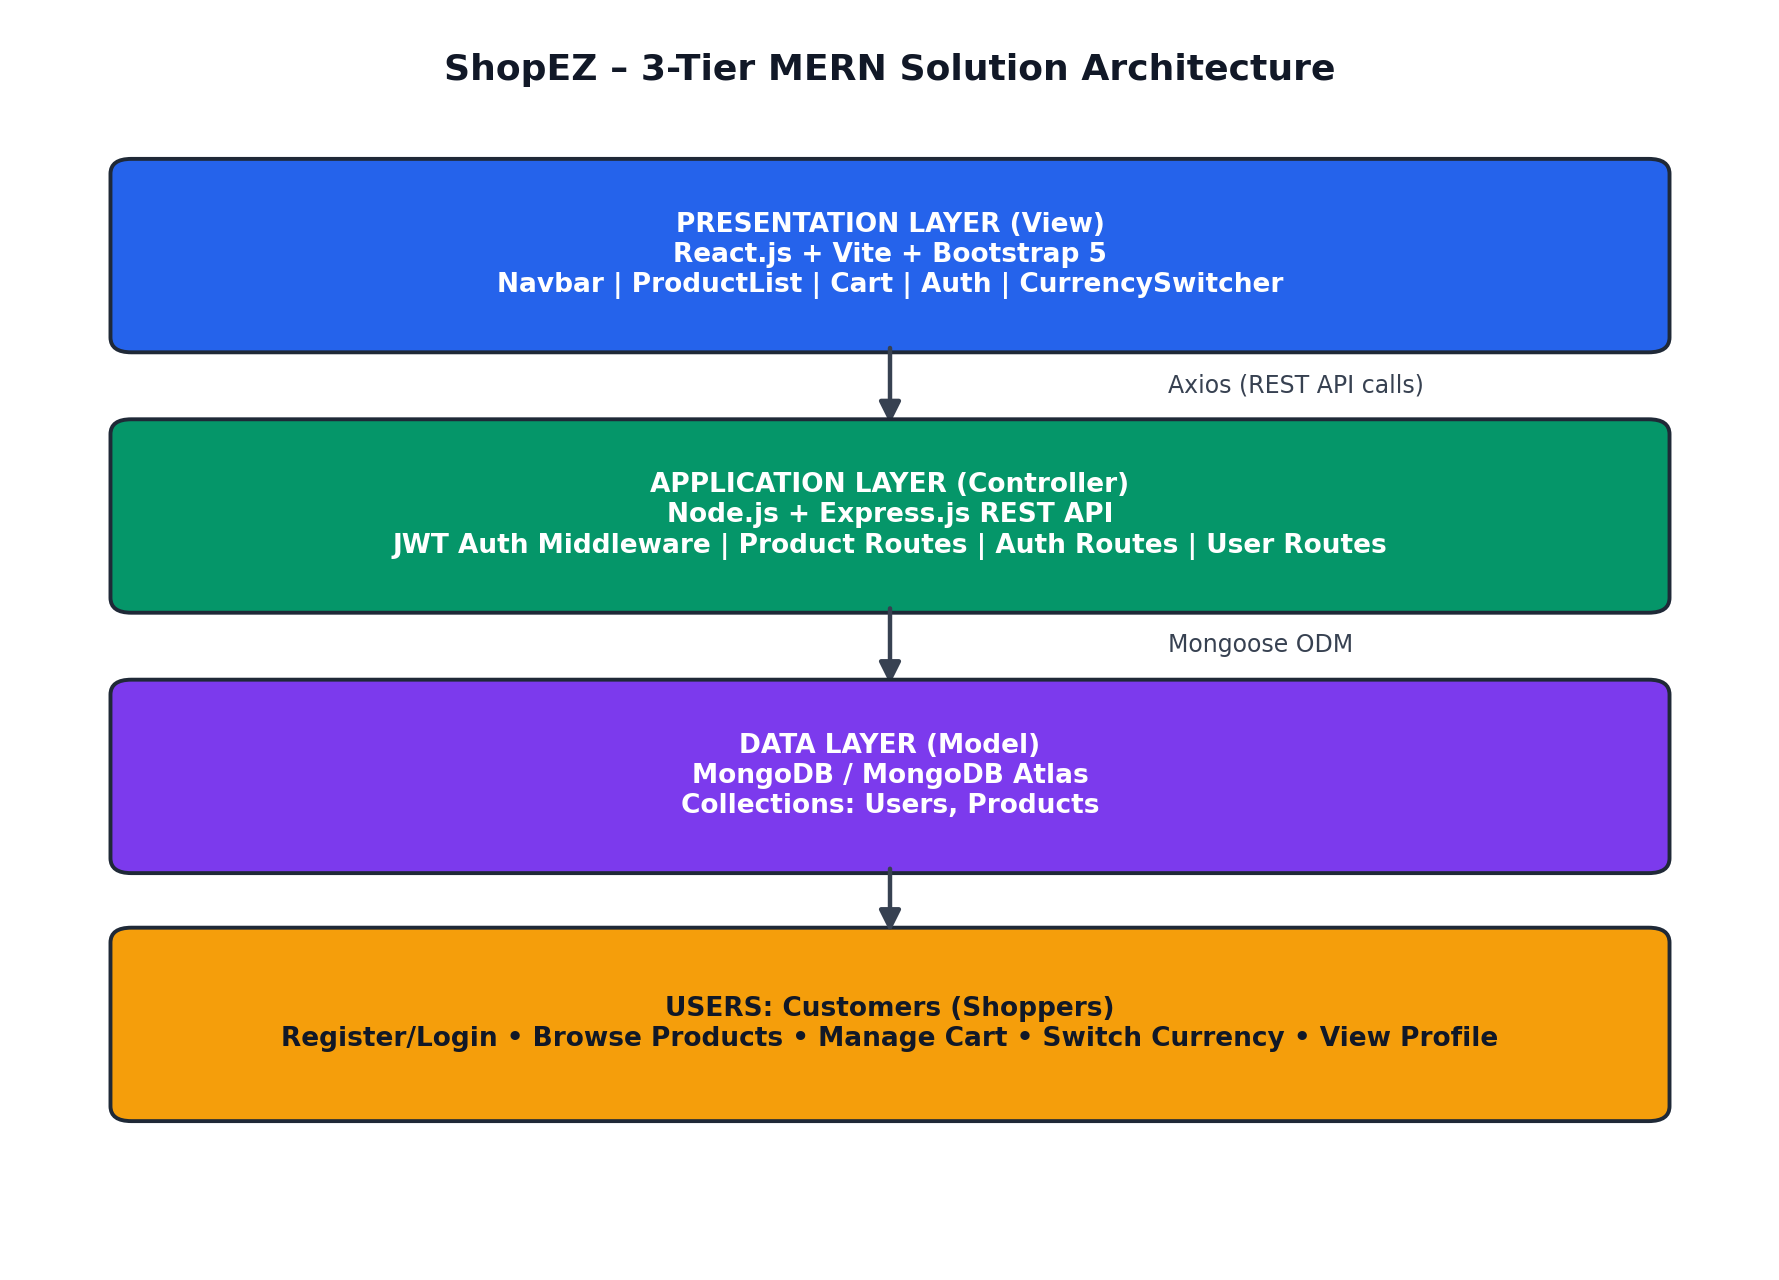 ShopEZ – 3-Tier MERN Solution Architecture
PRESENTATION LAYER (View)
React.js + Vite + Bootstrap 5
Navbar | ProductList | Cart | Auth | CurrencySwitcher
Axios (REST API calls)
APPLICATION LAYER (Controller)
Node.js + Express.js REST API
JWT Auth Middleware | Product Routes | Auth Routes | User Routes
Mongoose ODM
DATA LAYER (Model)
MongoDB / MongoDB Atlas
Collections: Users, Products
USERS: Customers (Shoppers)
Register/Login • Browse Products • Manage Cart • Switch Currency • View Profile